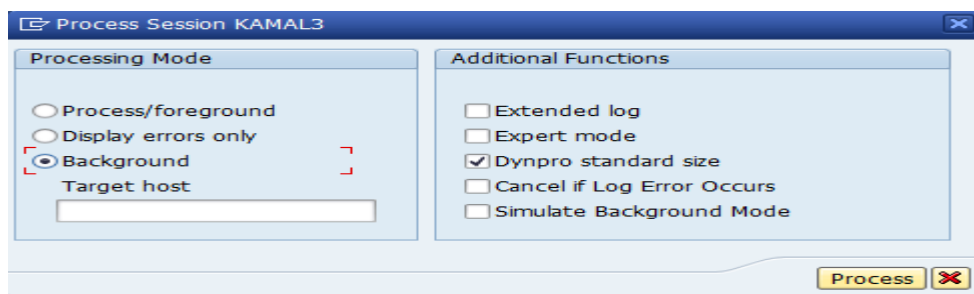 Process Session KAMAL3
Processing Mode
Process/foreground
Display errors only
Background
Target host
Additional Functions
Extended log
Expert mode
Dynpro standard size
Cancel if Log Error Occurs
Simulate Background Mode
Process